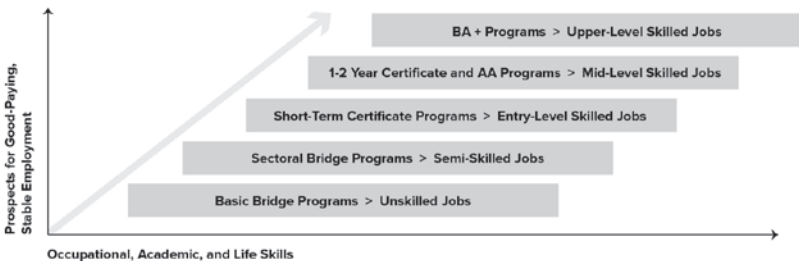 BA + Programs > Upper-Level Skilled Jobs
1-2 Year Certificate and AA Programs > Mid-Level Skilled Jobs
Short-Term Certificate Programs > Entry-Level Skilled Jobs
Sectoral Bridge Programs > Semi-Skilled Jobs
Basic Bridge Programs > Unskilled Jobs
Prospects for Good-Paying,
Stable Employment
Occupational, Academic, and Life Skills